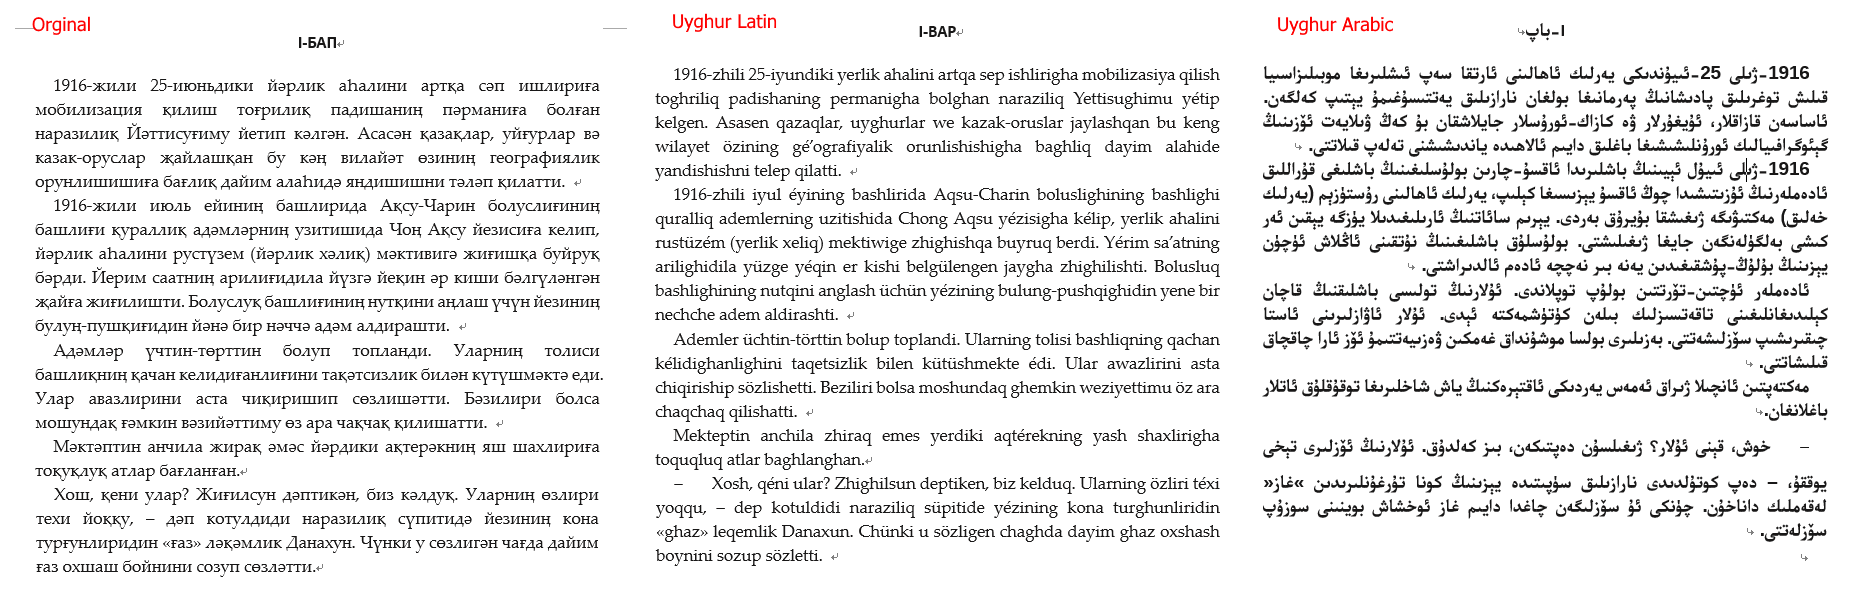 Orginal
І-БАП
1916-жили 25-июньдики йәрлик аһалини артқа сәп ишлириға
мобилизация қилиш тоғрилиқ падишаниң пәрманиға болған
наразилиқ Йәттисуғиму йетип кәлгән. Асасән қазақлар, уйғурлар вә
казак-оруслар җайлашқан бу кәң вилайәт өзиниң географиялик
орунлишишиға бағлиқ дайим алаһидә яндишишни тәләп қилатти.
1916-жили июль ейиниң башлирида Ақсу-Чарин болуслиғиниң
башлиғи қураллиқ адәмләрниң узитишида Чоң Ақсу йезисиға келип,
йәрлик аһалини рустүзем (йәрлик хәлиқ) мәктивигә жиғишқа буйруқ
бәрди. Йерим саатниң арилиғидила йүзгә йеқин әр киши бәлгүләнгән
җайға жиғилишти. Болуслуқ башлиғиниң нутқини аңлаш үчүн йезиниң
булуң-пушқиғидин йәнә бир нәччә адәм алдирашти.
Адәмләр үчтин-төрттин болуп топланди. Уларниң толиси
башлиқниң қачан келидиғанлиғини тақәтсизлик билән күтүшмәктә еди.
Улар авазлирини аста чиқиришип сөзлишәтти. Бәзилири болса
мошундақ ғәмкин вәзийәттиму өз ара чақчақ қилишатти.
Мәктәптин анчила жирақ әмәс йәрдики ақтерәкниң яш шахлириға
тоқуқлуқ атлар бағланған.
Хош, қени улар? Жиғилсун дәптикән, биз кәлдуқ. Уларниң өзлири
техи йоққу, – дәп котулдиди наразилиқ сүпитидә йезиниң кона
турғунлиридин «ғаз» ләқәмлик Данахун. Чүнки у сөзлигән чағда дайим
ғаз охшаш бойнини созуп сөзләтти.
Uyghur Latin
I-BAP
1916-zhili 25-iyundiki yerlik ahalini artqa sep ishlirigha mobilizasiya qilish
toghriliq padishaning permanigha bolghan naraziliq Yettisughimu yétip
kelgen. Asasen qazaqlar, uyghurlar we kazak-oruslar jaylashqan bu keng
wilayet özining gé’ografiyalik orunlishishigha baghliq dayim alahide
yandishishni telep qilatti.
1916-zhili iyul éyining bashlirida Aqsu-Charin boluslighining bashlighi
quralliq ademlerning uzitishida Chong Aqsu yézisigha kélip, yerlik ahalini
rustüzém (yerlik xeliq) mektiwige zhighishqa buyruq berdi. Yérim sa’atning
arilighidila yüzge yéqin er kishi belgülengen jaygha zhighilishti. Bolusluq
bashlighining nutqini anglash üchün yézining bulung-pushqighidin yene bir
nechche adem aldirashti.
Ademler üchtin-törttin bolup toplandi. Ularning tolisi bashliqning qachan
kélidighanlighini taqetsizlik bilen kütüshmekte édi. Ular awazlirini asta
chiqiriship sözlishetti. Beziliri bolsa moshundaq ghemkin weziyettimu öz ara
chaqchaq qilishatti.
Mekteptin anchila zhiraq emes yerdiki aqtérekning yash shaxlirigha
toquqluq atlar baghlanghan.
– Xosh, qéni ular? Zhighilsun deptiken, biz kelduq. Ularning özliri téxi
yoqqu, – dep kotuldidi naraziliq süpitide yézining kona turghunliridin
«ghaz» leqemlik Danaxun. Chünki u sözligen chaghda dayim ghaz oxshash
boynini sozup sözletti.
Uyghur Arabic
I-باپ
1916-ژىلى 25-ئىيۇندىكى يەرلىك ئاھالىنى ئارتقا سەپ ئىشلىرىغا موبىلىزاسىيا
قىلىش توغرىلىق پادىشانىڭ پەرمانىغا بولغان نارازىلىق يەتتىسۇغىمۇ يېتىپ كەلگەن.
ئاساسەن قازاقلار، ئۇيغۇرلار ۋە كازاك-ئورۇسلار جايلاشقان بۇ كەڭ ۋىلايەت ئۆزىنىڭ
گېئوگرافىيالىك ئورۇنلىشىشىغا باغلىق دايىم ئالاھىدە ياندىشىشنى تەلەپ قىلاتتى.
1916-ژىلى ئىيۇل ئېيىنىڭ باشلىرىدا ئاقسۇ-چارىن بولۇسلىغىنىڭ باشلىغى قۇراللىق
ئادەملەرنىڭ ئۇزىتىشىدا چوڭ ئاقسۇ يېزىسىغا كېلىپ، يەرلىك ئاھالىنى رۇستۈزېم (يەرلىك
خەلىق) مەكتىۋىگە ژىغىشقا بۇيرۇق بەردى. يېرىم سائاتنىڭ ئارىلىغىدىلا يۈزگە يېقىن ئەر
كىشى بەلگۈلەنگەن جايغا ژىغىلىشتى. بولۇسلۇق باشلىغىنىڭ نۇتقىنى ئاڭلاش ئۈچۈن
يېزىنىڭ بۇلۇڭ-پۇشقىغىدىن يەنە بىر نەچچە ئادەم ئالدىراشتى.
ئادەملەر ئۈچتىن-تۆرتتىن بولۇپ توپلاندى. ئۇلارنىڭ تولىسى باشلىقنىڭ قاچان
كېلىدىغانلىغىنى تاقەتسىزلىك بىلەن كۈتۈشمەكتە ئېدى. ئۇلار ئاۋازلىرىنى ئاستا
چىقىرىشىپ سۆزلىشەتتى. بەزىلىرى بولسا موشۇنداق غەمكىن ۋەزىيەتتىمۇ ئۆز ئارا چاقچاق
قىلىشاتتى.
مەكتەپتىن ئانچىلا ژىراق ئەمەس يەردىكى ئاقتېرەكنىڭ ياش شاخلىرىغا توقۇقلۇق ئاتلار
باغلانغان.
– خوش، قېنى ئۇلار؟ ژىغىلسۇن دەپتىكەن، بىز كەلدۇق. ئۇلارنىڭ ئۆزلىرى تېخى
يوققۇ، – دەپ كوتۇلدىدى نارازىلىق سۈپىتىدە يېزىنىڭ كونا تۇرغۇنلىرىدىن «غاز»
لەقەملىك داناخۇن. چۈنكى ئۇ سۆزلىگەن چاغدا دايىم غاز ئوخشاش بوينىنى سوزۇپ
سۆزلەتتى.